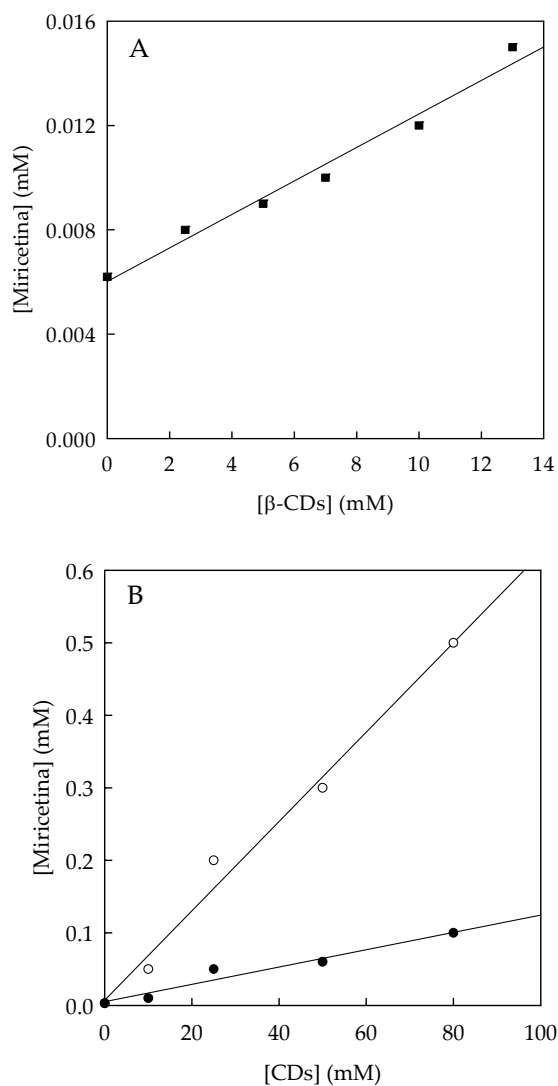 A
0.016
0.012
0.008
0.004
0.000
[Miricetina] (mM)
0 2 4 6 8 10 12 14
[β-CDs] (mM)
B
0.6
0.5
0.4
0.3
0.2
0.1
0.0
[Miricetina] (mM)
0 20 40 60 80 100
[CDs] (mM)